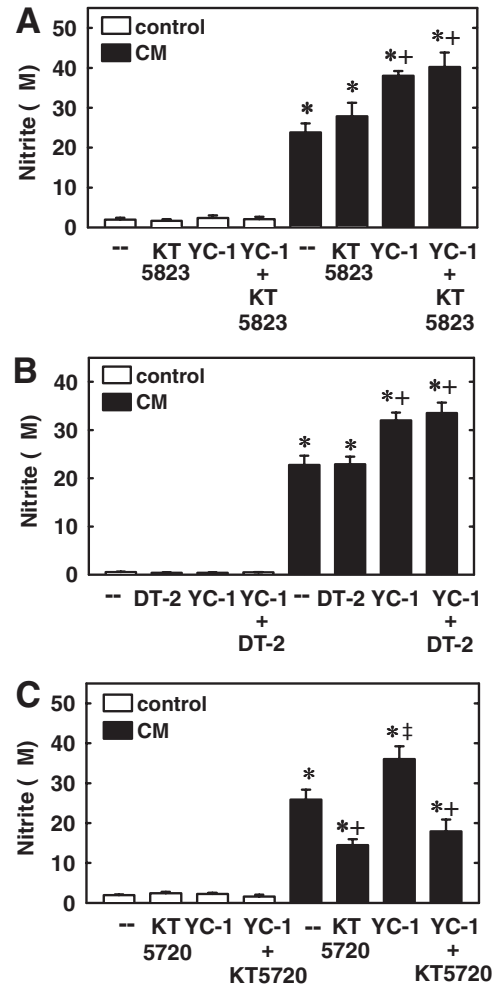 A
50
40
30
20
10
0
Nitrite ( M)
control
CM
*
*
*+
*+
-- KT YC-1 YC-1 -- KT YC-1 YC-1
5823 + 5823 +
KT KT
5823 5823
B
40
30
20
10
0
Nitrite ( M)
control
CM
*
*
*+
*+
-- DT-2 YC-1 YC-1 -- DT-2 YC-1 YC-1
+ +
DT-2 DT-2
C
50
40
30
20
10
0
Nitrite ( M)
control
CM
*
*+
*‡
*+
-- KT YC-1 YC-1 -- KT YC-1 YC-1
5720 + 5720 +
KT5720 KT5720